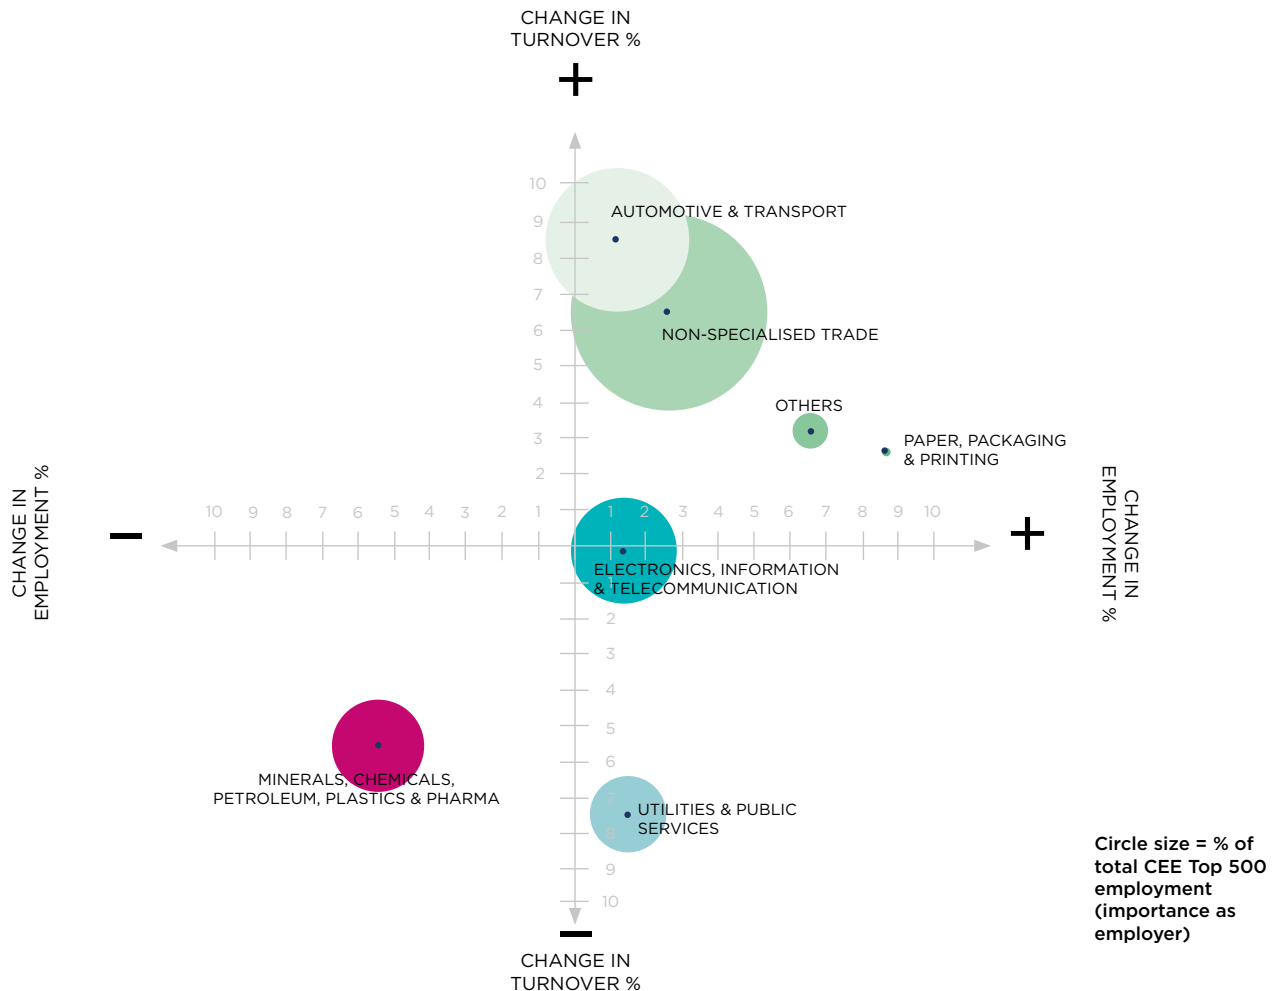 CHANGE IN
TURNOVER %
+
10
9
8
7
6
5
4
3
2
AUTOMOTIVE & TRANSPORT
NON-SPECIALISED TRADE
OTHERS
PAPER, PACKAGING
& PRINTING
CHANGE IN
EMPLOYMENT %
−
10 9 8 7 6 5 4 3 2 1 1 2 3 4 5 6 7 8 9 10
+
CHANGE IN
EMPLOYMENT %
ELECTRONICS, INFORMATION
& TELECOMMUNICATION
1
2
3
4
5
6
7
8
9
10
MINERALS, CHEMICALS,
PETROLEUM, PLASTICS & PHARMA
UTILITIES & PUBLIC
SERVICES
−
CHANGE IN
TURNOVER %
Circle size = % of
total CEE Top 500
employment
(importance as
employer)